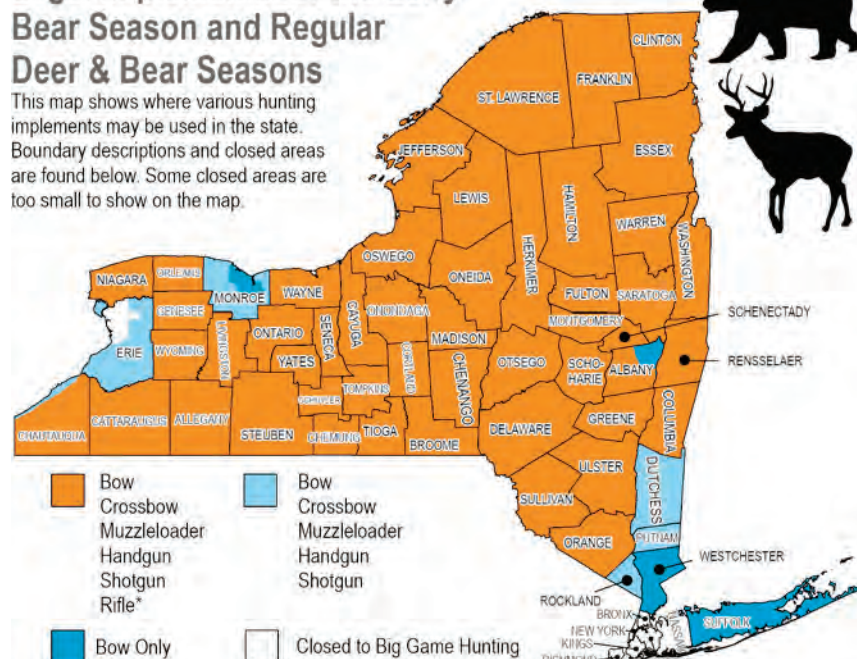 Bear Season and Regular
Deer & Bear Seasons
This map shows where various hunting
implements may be used in the state.
Boundary descriptions and closed areas
are found below. Some closed areas are
too small to show on the map.
CLINTON
FRANKLIN
ST. LAWRENCE
ESSEX
JEFFERSON
LEWIS
HAMILTON
HERKIMER
WARREN
WASHINGTON
OSWEGO
ONEIDA
FULTON
SARATOGA
MONTGOMERY
SCHENECTADY
NIAGARA
ORLEANS
MONROE
WAYNE
CAYUGA
ONONDAGA
MADISON
GENESEE
ERIE
WYOMING
LIVINGSTON
ONTARIO
YATES
SENECA
CORTLAND
CHENANGO
OTSEGO
SCHO-
HARIE
ALBANY
RENSSELAER
TOMPKINS
SCHUYLER
CHAUTAUQUA
CATTARAUGUS
ALLEGANY
STEUBEN
CHEMUNG
TIOGA
BROOME
DELAWARE
GREENE
COLUMBIA
ULSTER
DUTCHESS
SULLIVAN
PUTNAM
ORANGE
WESTCHESTER
ROCKLAND
BRONX
NEW YORK
KINGS
NASSAU
SUFFOLK
Bow
Crossbow
Muzzleloader
Handgun
Shotgun
Rifle*
Bow
Crossbow
Muzzleloader
Handgun
Shotgun
Bow Only
Closed to Big Game Hunting